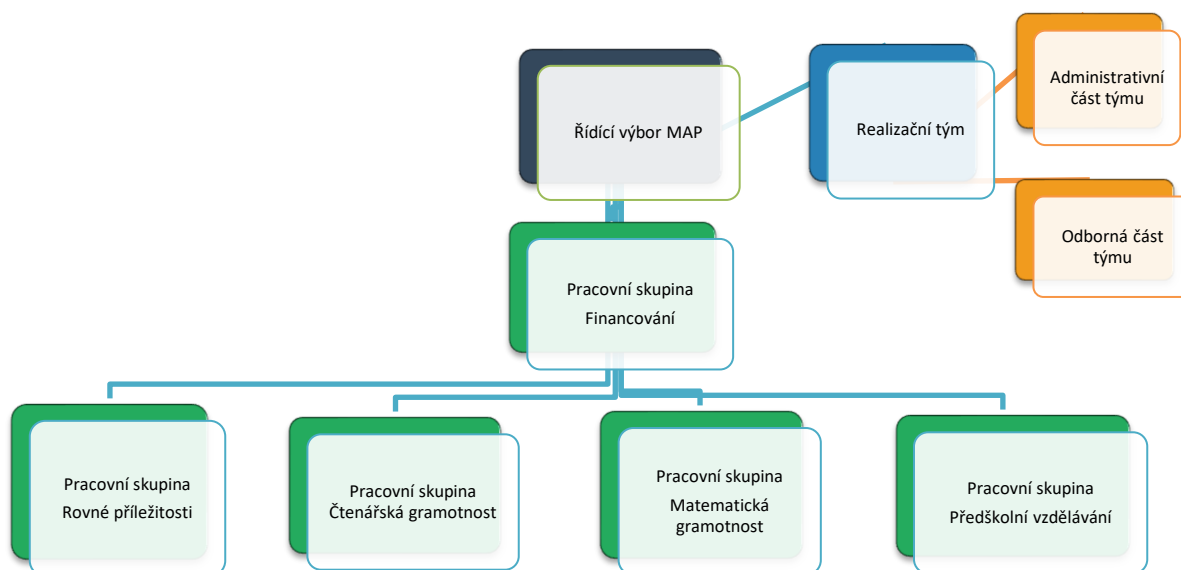 Řídící výbor MAP
Realizační tým
Administrativní
část týmu
Odborná část
týmu
Pracovní skupina
Financování
Pracovní skupina
Rovné příležitosti
Pracovní skupina
Čtenářská gramotnost
Pracovní skupina
Matematická
gramotnost
Pracovní skupina
Předškolní vzdělávání